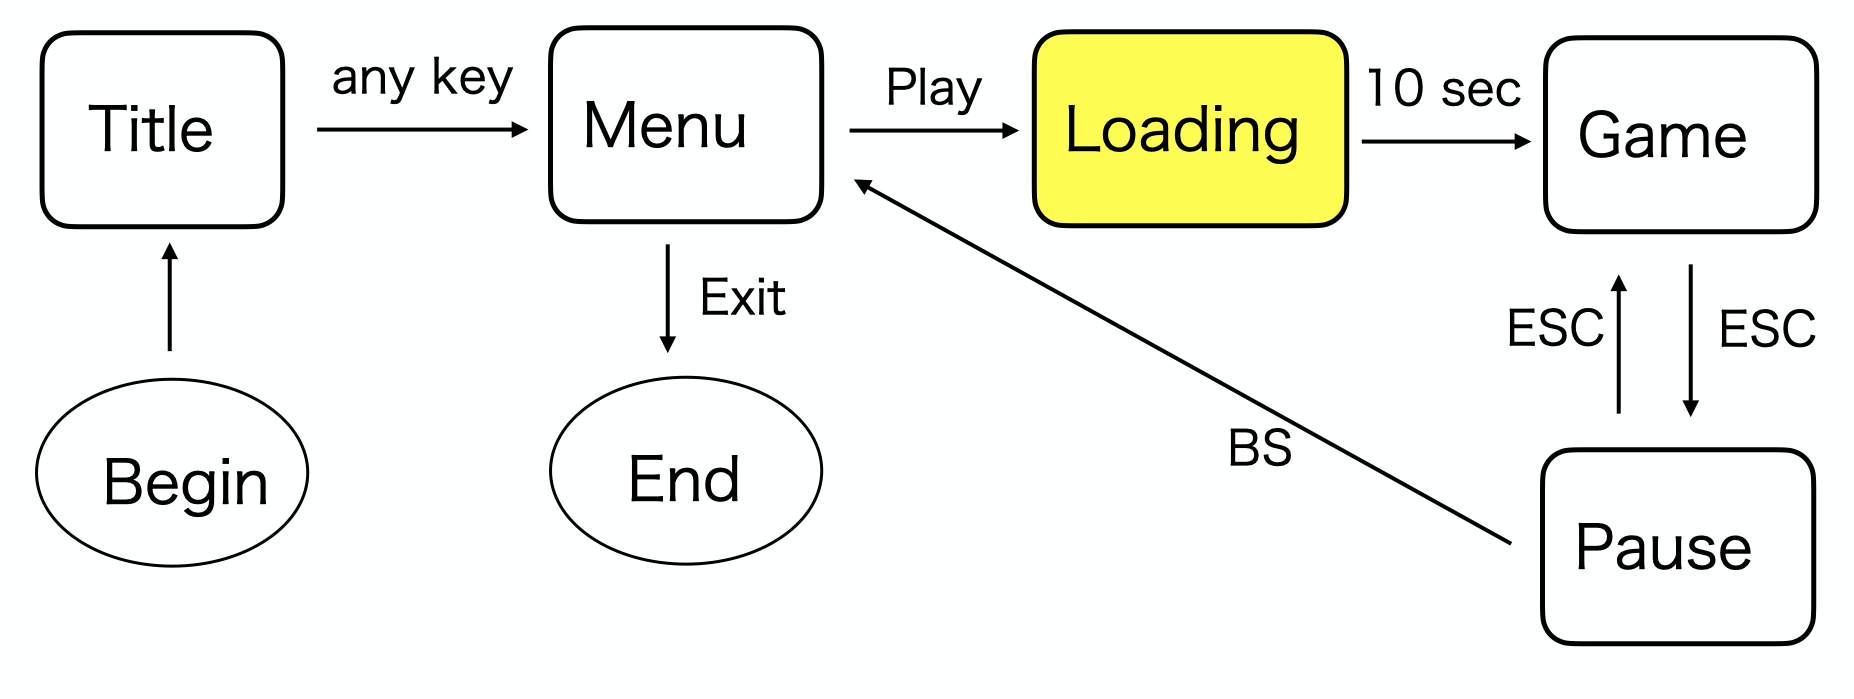 Title
any key
Menu
Play
Loading
10 sec
Game
Exit
ESC
ESC
Begin
End
BS
Pause